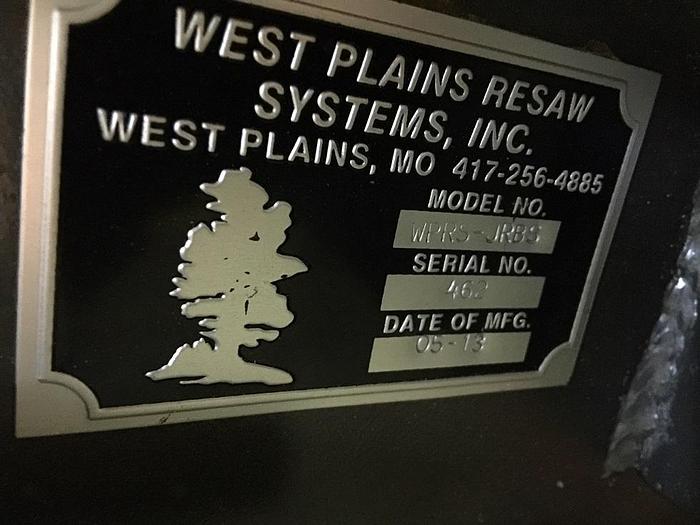 WEST PLAINS RESAW
SYSTEMS, INC.
WEST PLAINS, MO 417-256-4885
MODEL NO.
WPRS-JRBS
SERIAL NO.
462
DATE OF MFG.
05-13